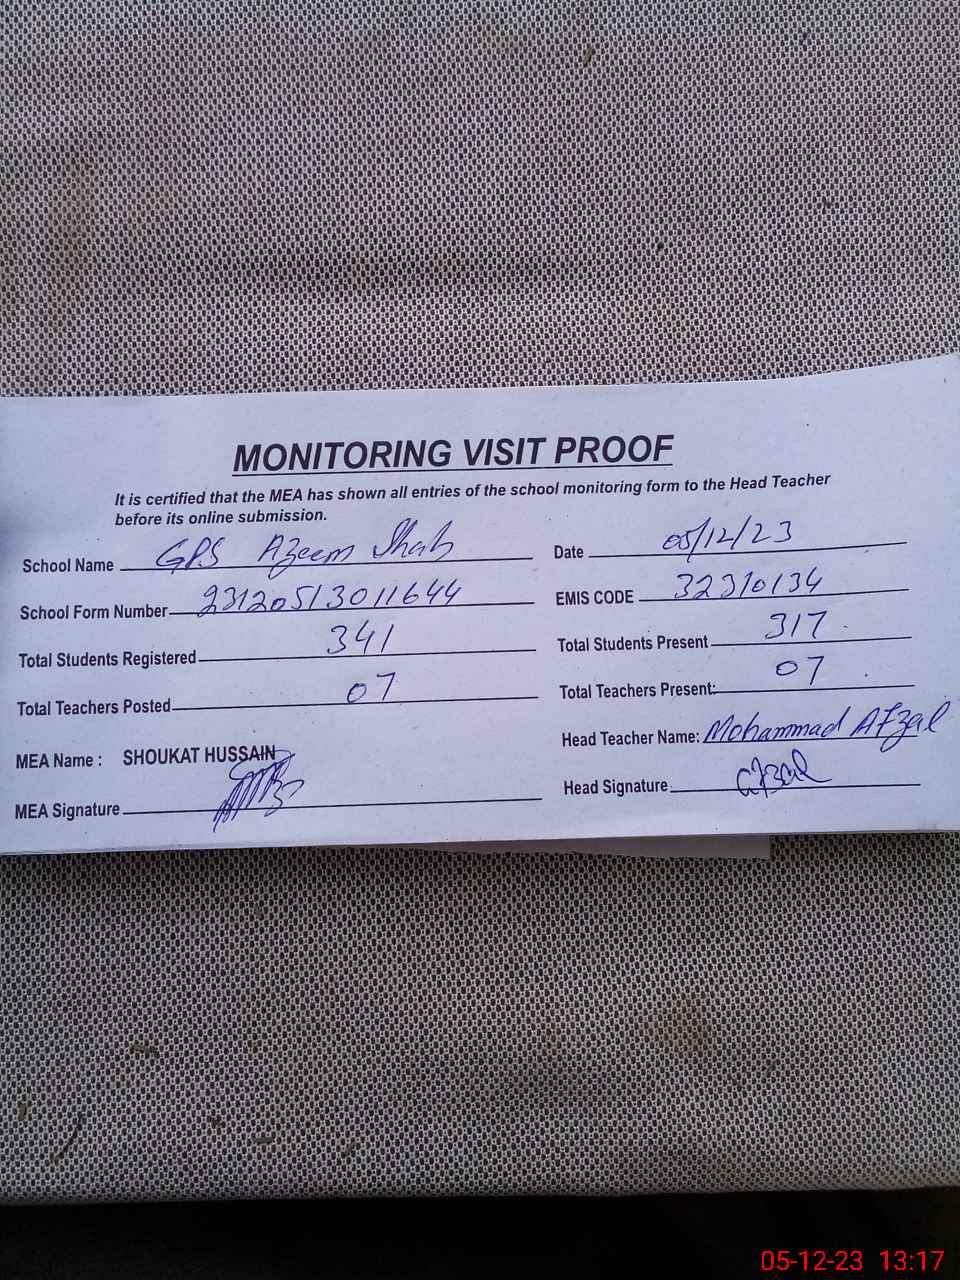 MONITORING VISIT PROOF
It is certified that the MEA has shown all entries of the school monitoring form to the Head Teacher
before its online submission.
School Name GPS Azeem Shah
Date 05/12/23
School Form Number 23120513011644
EMIS CODE 32310134
Total Students Registered 341
Total Students Present 317
Total Teachers Posted 07
Total Teachers Present: 07
MEA Name : SHOUKAT HUSSAIN
Head Teacher Name: Mohammad Afzal
MEA Signature
Head Signature afzal
05-12-23 13:17